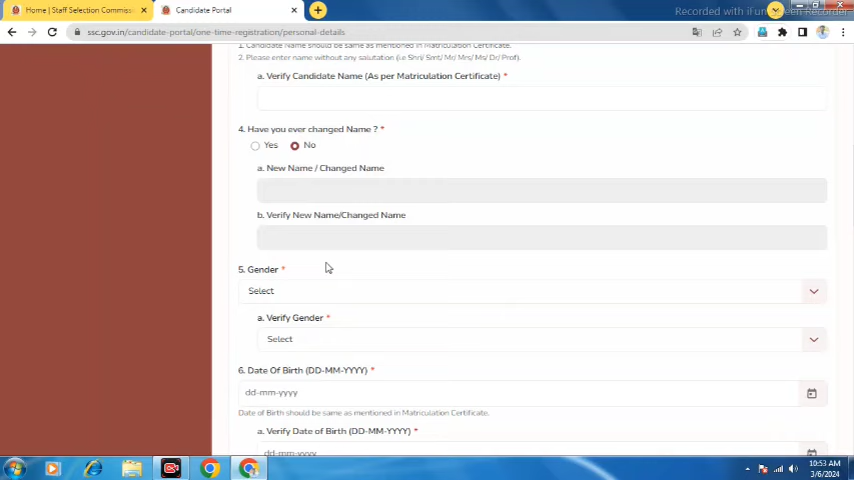 Home | Staff Selection Commiss
Candidate Portal
Recorded with iFun Screen Recorder
ssc.gov.in/candidate-portal/one-time-registration/personal-details
1. Candidate Name should be same as mentioned in Matriculation Certificate.
2. Please enter name without any salutation (i.e Shri/ Smt/ Mr/ Mrs/ Ms/ Dr/ Prof).
a. Verify Candidate Name (As per Matriculation Certificate) *
4. Have you ever changed Name ? *
Yes No
a. New Name / Changed Name
b. Verify New Name/Changed Name
5. Gender *
Select
a. Verify Gender *
Select
6. Date Of Birth (DD-MM-YYYY) *
dd-mm-yyyy
Date of Birth should be same as mentioned in Matriculation Certificate.
a. Verify Date of Birth (DD-MM-YYYY) *
dd-mm-yyyy
10:53 AM
3/6/2024